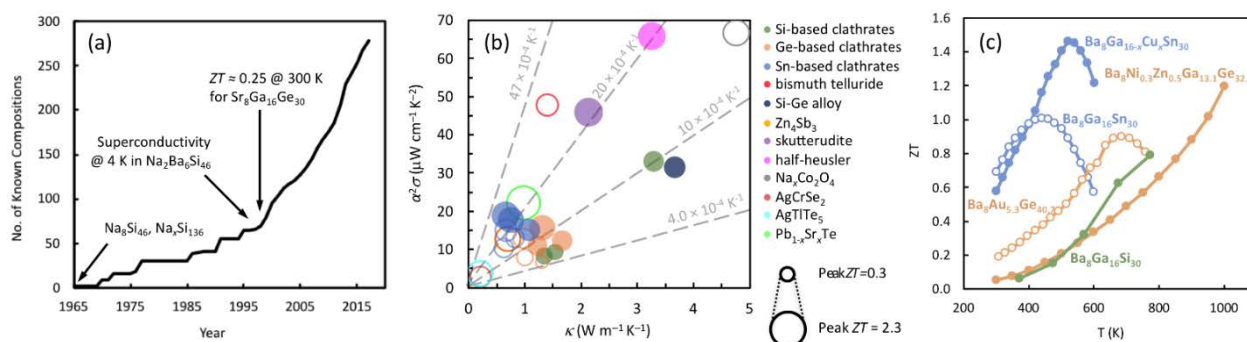 (a)
No. of Known Compositions
300
250
200
150
100
50
0
1965
1975
1985
1995
2005
2015
Year
ZT ≈ 0.25 @ 300 K
for Sr₈Ga₁₆Ge₃₀
Superconductivity
@ 4 K in Na₂Ba₆Si₄₆
Na₈Si₄₆, NaₓSi₁₃₆
(b)
α²σ (µW cm⁻¹ K⁻²)
70
60
50
40
30
20
10
0
0
1
2
3
4
5
κ (W m⁻¹ K⁻¹)
47 × 10⁻⁴ K⁻¹
20 × 10⁻⁴ K⁻¹
10 × 10⁻⁴ K⁻¹
4.0 × 10⁻⁴ K⁻¹
Si-based clathrates
Ge-based clathrates
Sn-based clathrates
bismuth telluride
Si-Ge alloy
Zn₄Sb₃
skutterudite
half-heusler
NaₓCo₂O₄
AgCrSe₂
AgTlTe₅
Pb₁₋ₓSrₓTe
Peak ZT=0.3
Peak ZT = 2.3
(c)
ZT
1.6
1.4
1.2
1.0
0.8
0.6
0.4
0.2
0.0
200
400
600
800
1000
T (K)
Ba₈Ga₁₆₋ₓCuₓSn₃₀
Ba₈Ni₀.₃Zn₀.₅Ga₁₃.₁Ge₃₂.
Ba₈Ga₁₆Sn₃₀
Ba₈Au₅.₃Ge₄₀.
Ba₈Ga₁₆Si₃₀